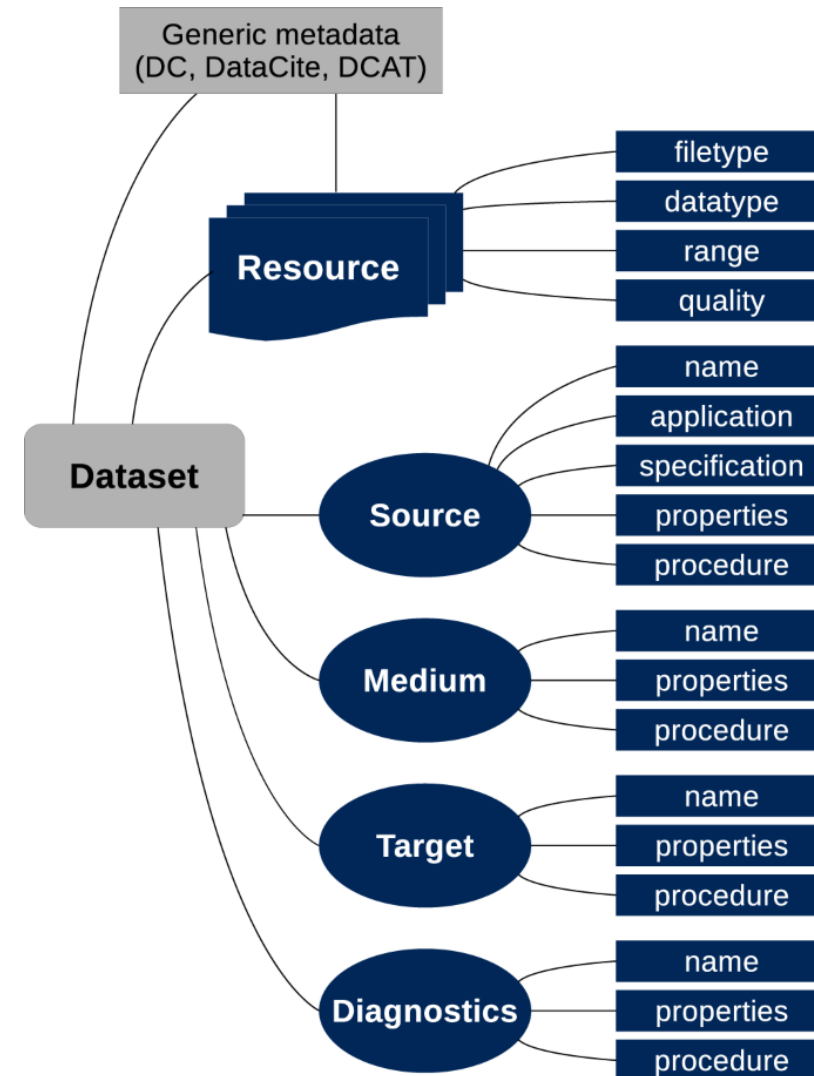 Generic metadata
(DC, DataCite, DCAT)
Resource
filetype
datatype
range
quality
Dataset
Source
name
application
specification
properties
procedure
Medium
name
properties
procedure
Target
name
properties
procedure
Diagnostics
name
properties
procedure